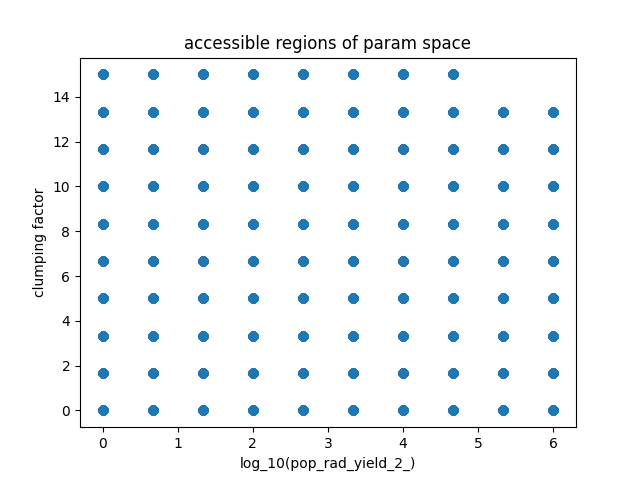 accessible regions of param space
14
12
10
8
6
4
2
0
clumping factor
0 1 2 3 4 5 6
log_10(pop_rad_yield_2_)